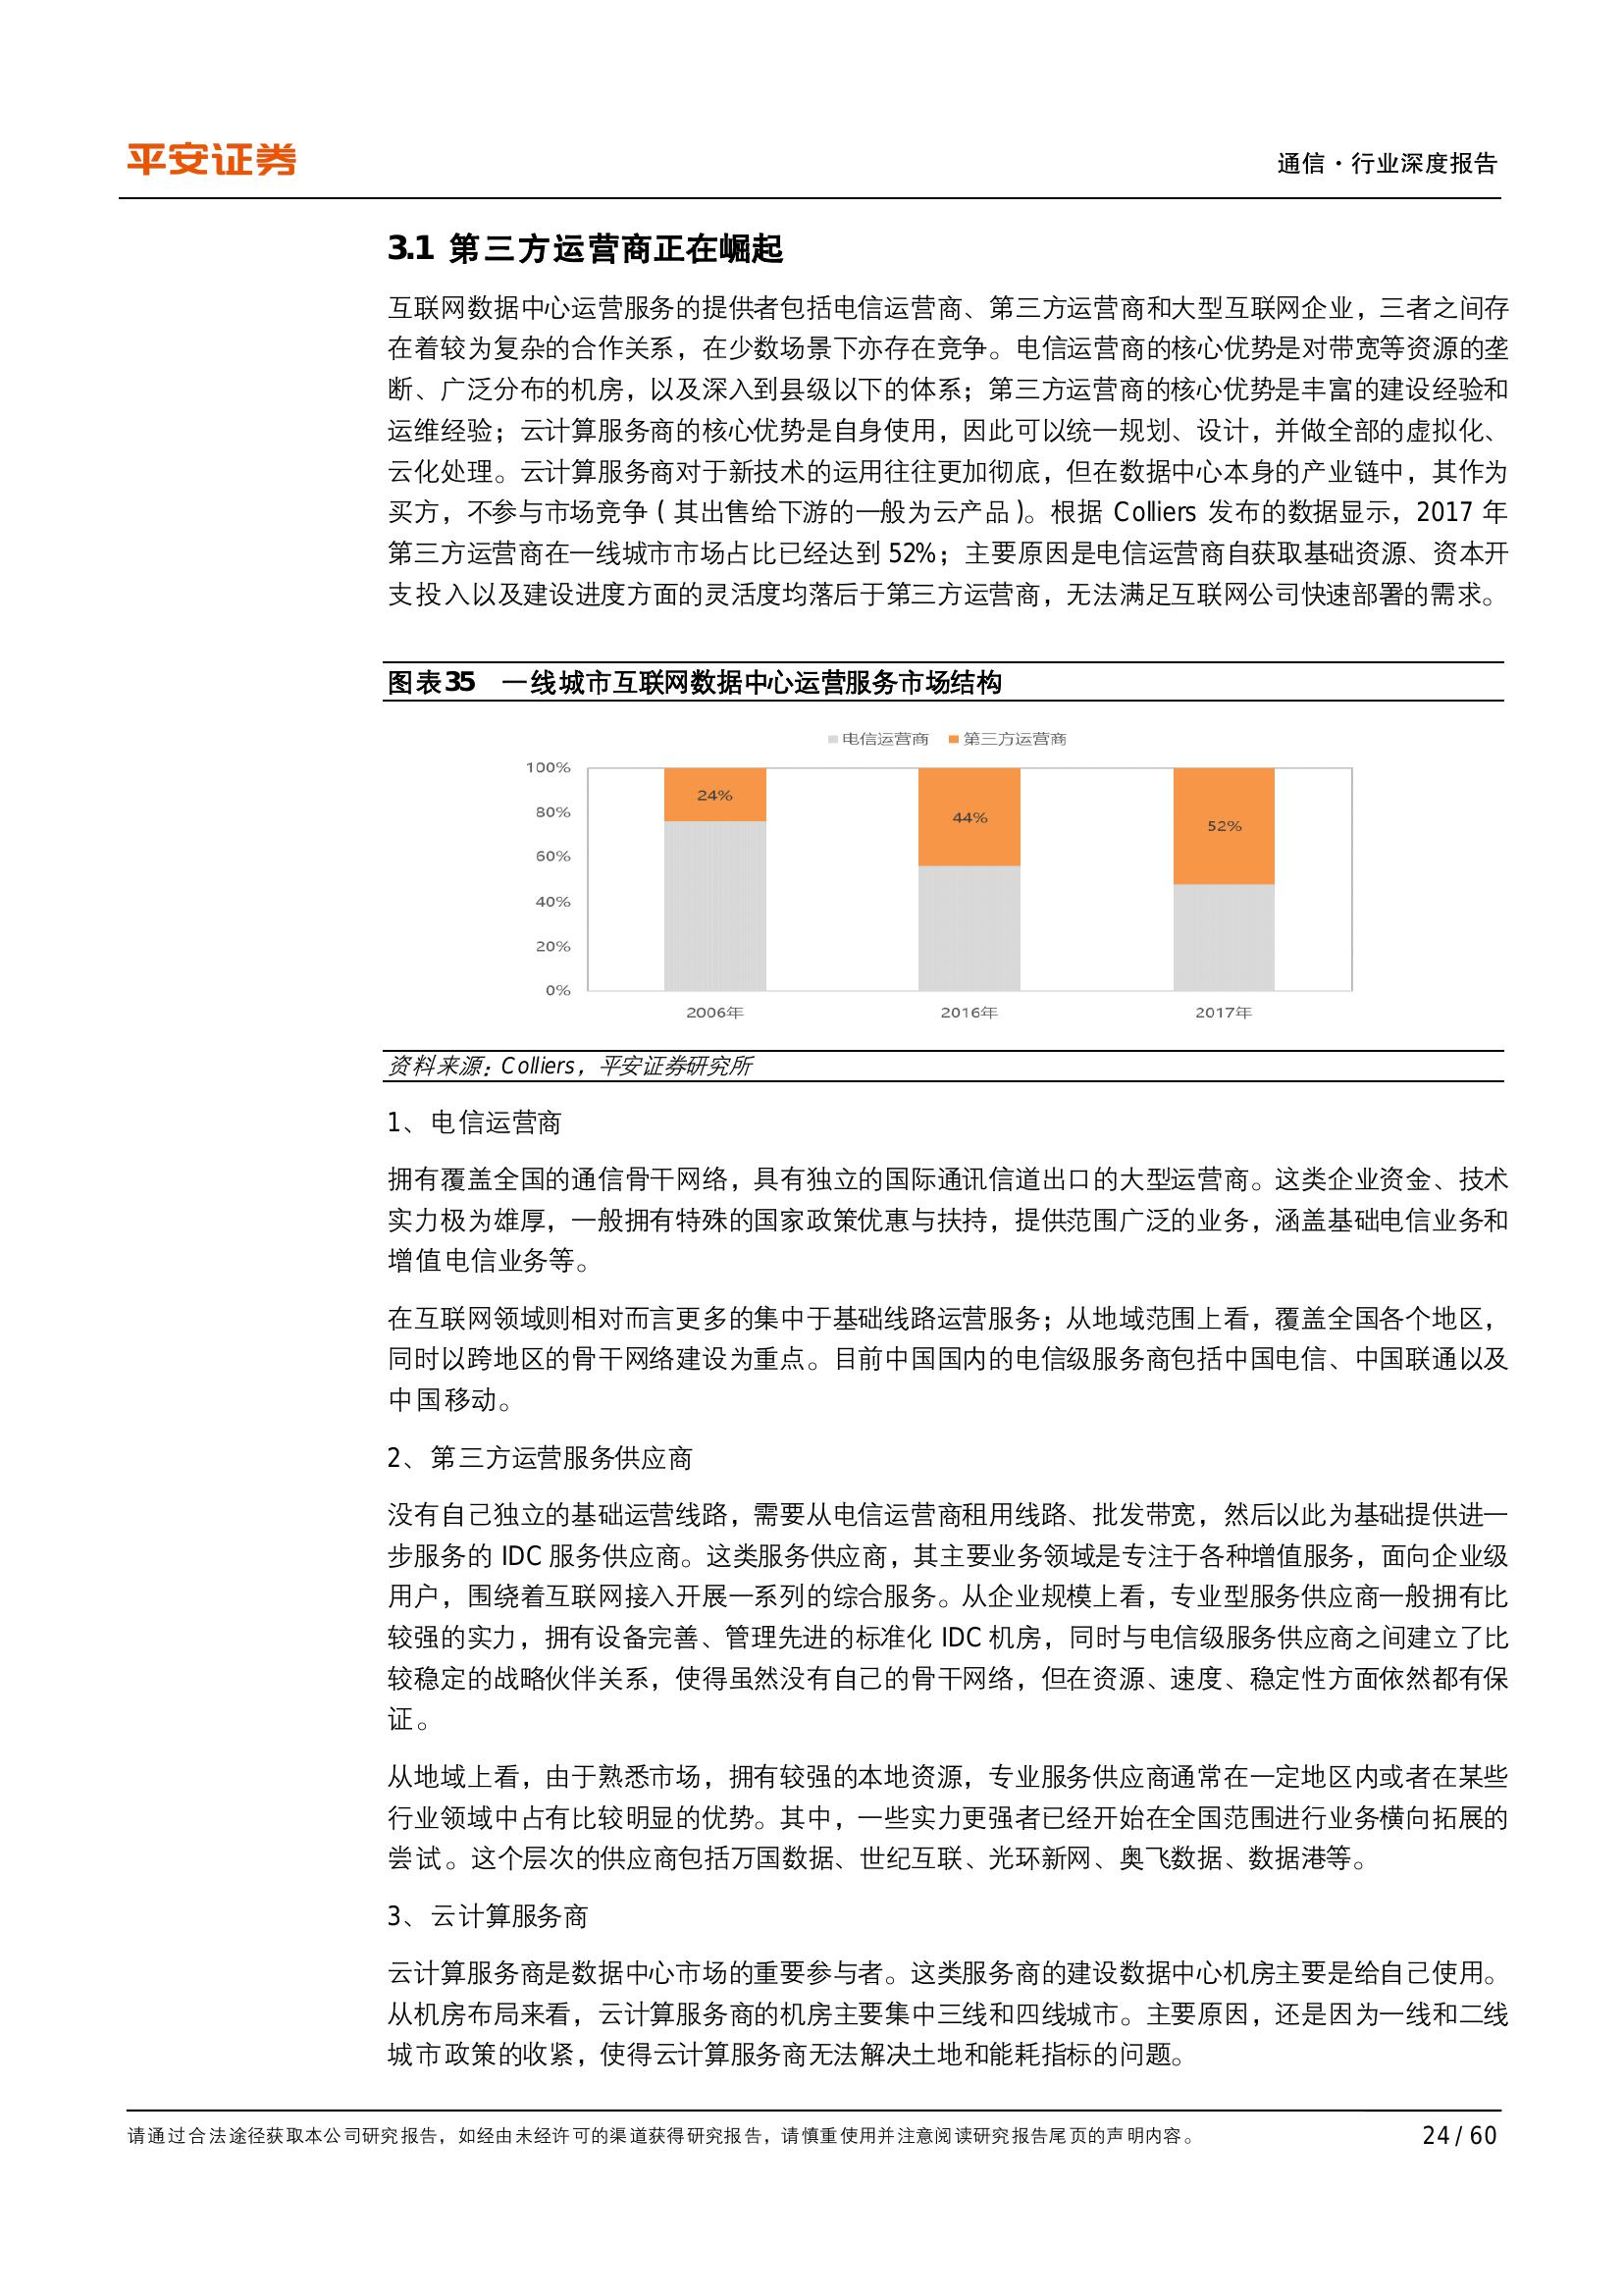 平安证券
通信·行业深度报告
3.1 第三方运营商正在崛起
互联网数据中心运营服务的提供者包括电信运营商、第三方运营商和大型互联网企业，三者之间存
在着较为复杂的合作关系，在少数场景下亦存在竞争。电信运营商的核心优势是对带宽等资源的垄
断、广泛分布的机房，以及深入到县级以下的体系；第三方运营商的核心优势是丰富的建设经验和
运维经验；云计算服务商的核心优势是自身使用，因此可以统一规划、设计，并做全部的虚拟化、
云化处理。云计算服务商对于新技术的运用往往更加彻底，但在数据中心本身的产业链中，其作为
买方，不参与市场竞争（其出售给下游的一般为云产品）。根据 Colliers 发布的数据显示，2017 年
第三方运营商在一线城市市场占比已经达到 52%；主要原因是电信运营商自获取基础资源、资本开
支投入以及建设进度方面的灵活度均落后于第三方运营商，无法满足互联网公司快速部署的需求。
图表35 一线城市互联网数据中心运营服务市场结构
电信运营商 第三方运营商
100%
80%
60%
40%
20%
0%
24%
44%
52%
2006年 2016年 2017年
资料来源：Colliers，平安证券研究所
1、电信运营商
拥有覆盖全国的通信骨干网络，具有独立的国际通讯信道出口的大型运营商。这类企业资金、技术
实力极为雄厚，一般拥有特殊的国家政策优惠与扶持，提供范围广泛的业务，涵盖基础电信业务和
增值电信业务等。
在互联网领域则相对而言更多的集中于基础线路运营服务；从地域范围上看，覆盖全国各个地区，
同时以跨地区的骨干网络建设为重点。目前中国国内的电信级服务商包括中国电信、中国联通以及
中国移动。
2、第三方运营服务供应商
没有自己独立的基础运营线路，需要从电信运营商租用线路、批发带宽，然后以此为基础提供进一
步服务的 IDC 服务供应商。这类服务供应商，其主要业务领域是专注于各种增值服务，面向企业级
用户，围绕着互联网接入开展一系列的综合服务。从企业规模上看，专业型服务供应商一般拥有比
较强的实力，拥有设备完善、管理先进的标准化 IDC 机房，同时与电信级服务供应商之间建立了比
较稳定的战略伙伴关系，使得虽然没有自己的骨干网络，但在资源、速度、稳定性方面依然都有保
证。
从地域上看，由于熟悉市场，拥有较强的本地资源，专业服务供应商通常在一定地区内或者在某些
行业领域中占有比较明显的优势。其中，一些实力更强者已经开始在全国范围进行业务横向拓展的
尝试。这个层次的供应商包括万国数据、世纪互联、光环新网、奥飞数据、数据港等。
3、云计算服务商
云计算服务商是数据中心市场的重要参与者。这类服务商的建设数据中心机房主要是给自己使用。
从机房布局来看，云计算服务商的机房主要集中三线和四线城市。主要原因，还是因为一线和二线
城市政策的收紧，使得云计算服务商无法解决土地和能耗指标的问题。
请通过合法途径获取本公司研究报告，如经由未经许可的渠道获得研究报告，请慎重使用并注意阅读研究报告尾页的声明内容。
24 / 60